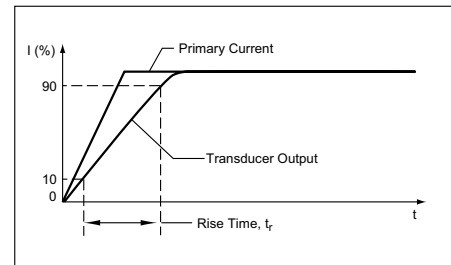 I (%)
Primary Current
90
Transducer Output
10
0
t
Rise Time, tr